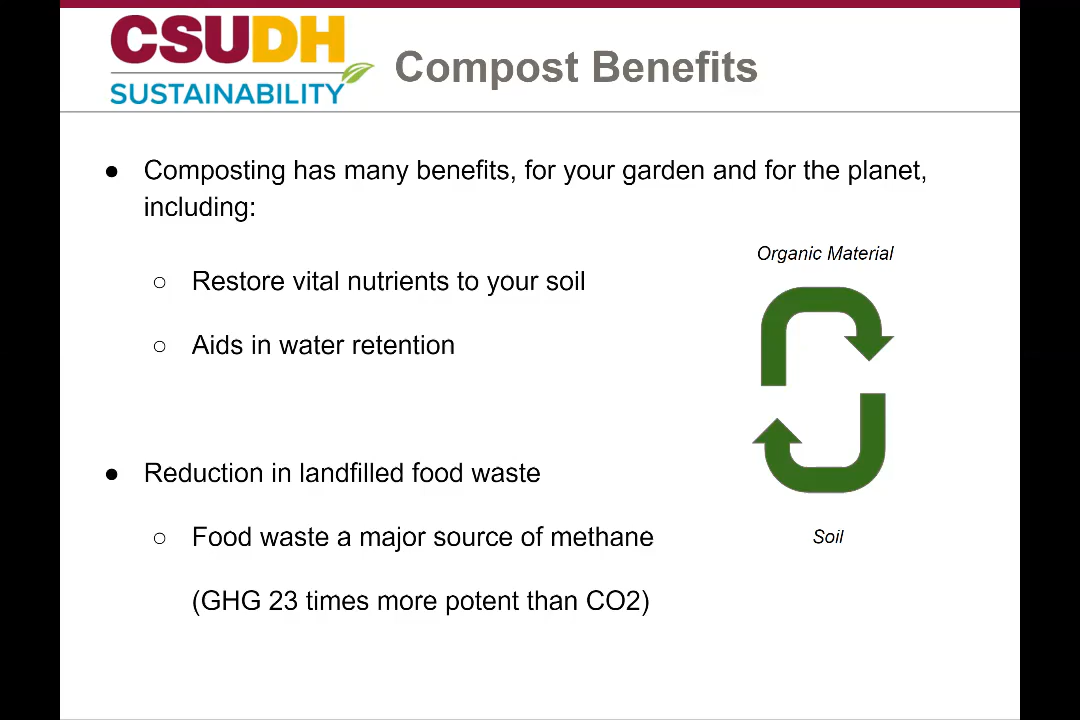 CSUDH
SUSTAINABILITY
Compost Benefits
● Composting has many benefits, for your garden and for the planet,
including:
○ Restore vital nutrients to your soil
○ Aids in water retention
● Reduction in landfilled food waste
○ Food waste a major source of methane
(GHG 23 times more potent than CO2)
Organic Material
Soil